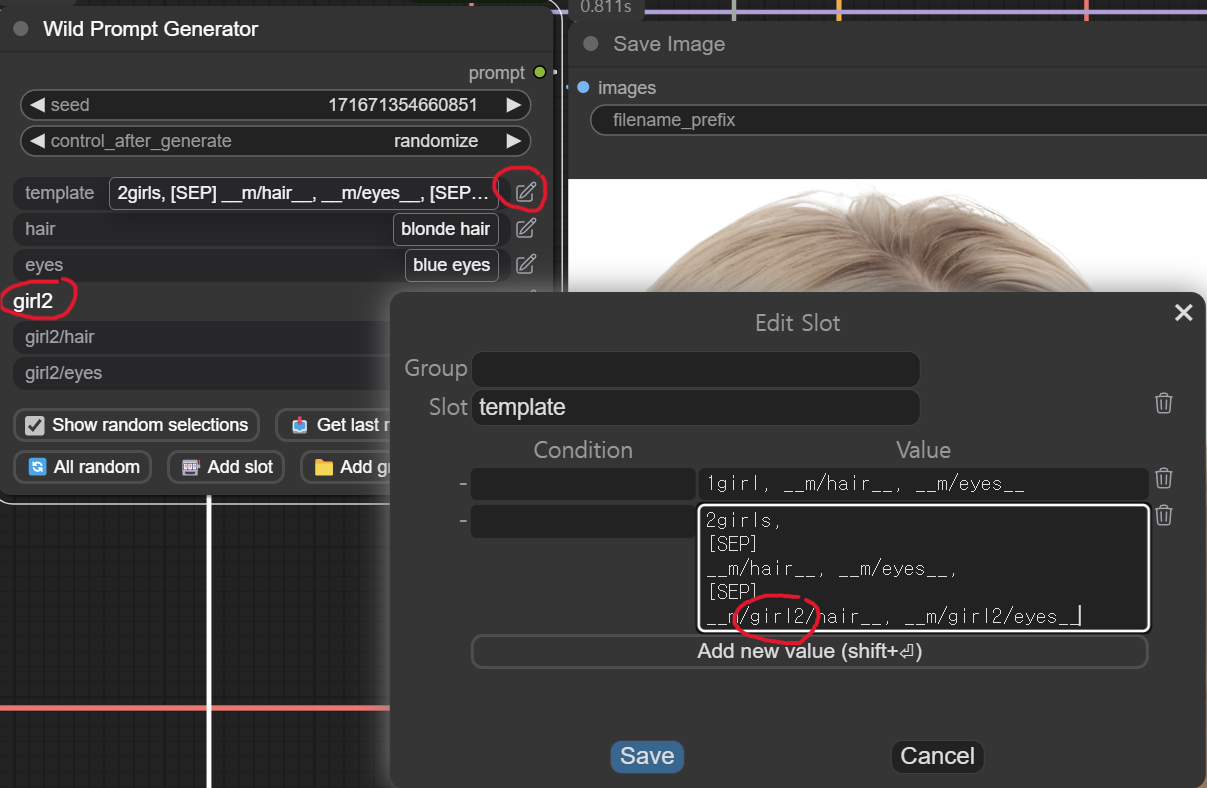 0.811s
Wild Prompt Generator
Save Image
prompt
images
seed 171671354660851
filename_prefix
control_after_generate randomize
template 2girls, [SEP] __m/hair__, __m/eyes__, [SEP...
hair blonde hair
eyes blue eyes
girl2
girl2/hair
girl2/eyes
Show random selections Get last r
All random Add slot Add gr
Edit Slot
Group
Slot template
Condition Value
- 1girl, __m/hair__, __m/eyes__
- 2girls,
[SEP]
__m/hair__, __m/eyes__,
[SEP]
__m/girl2/hair__, __m/girl2/eyes__
Add new value (shift+⏎)
Save Cancel